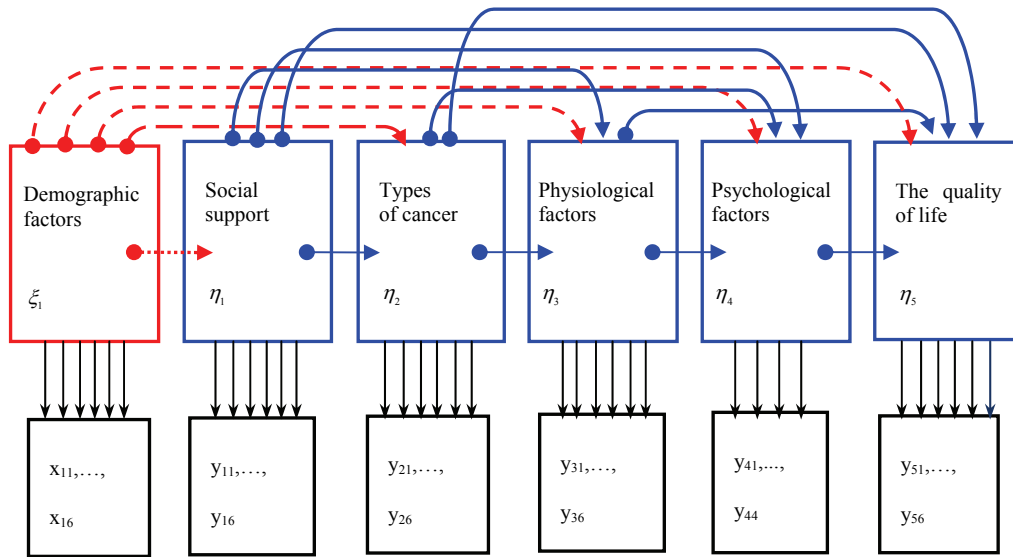 Demographic
factors
ξ₁
Social
support
η₁
Types
of cancer
η₂
Physiological
factors
η₃
Psychological
factors
η₄
The quality
of life
η₅
x₁₁,…,
x₁₆
y₁₁,…,
y₁₆
y₂₁,…,
y₂₆
y₃₁,…,
y₃₆
y₄₁,...,
y₄₄
y₅₁,…,
y₅₆